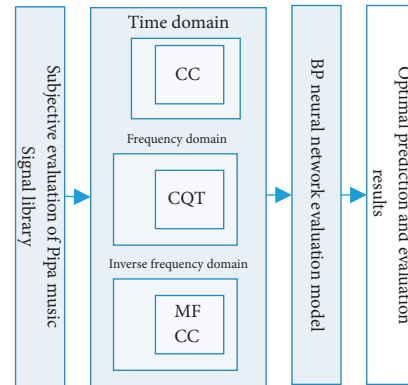 Subjective evaluation of Pipa music
Signal library
Time domain
CC
Frequency domain
CQT
Inverse frequency domain
MF
CC
BP neural network evaluation model
Optimal prediction and evaluation
results